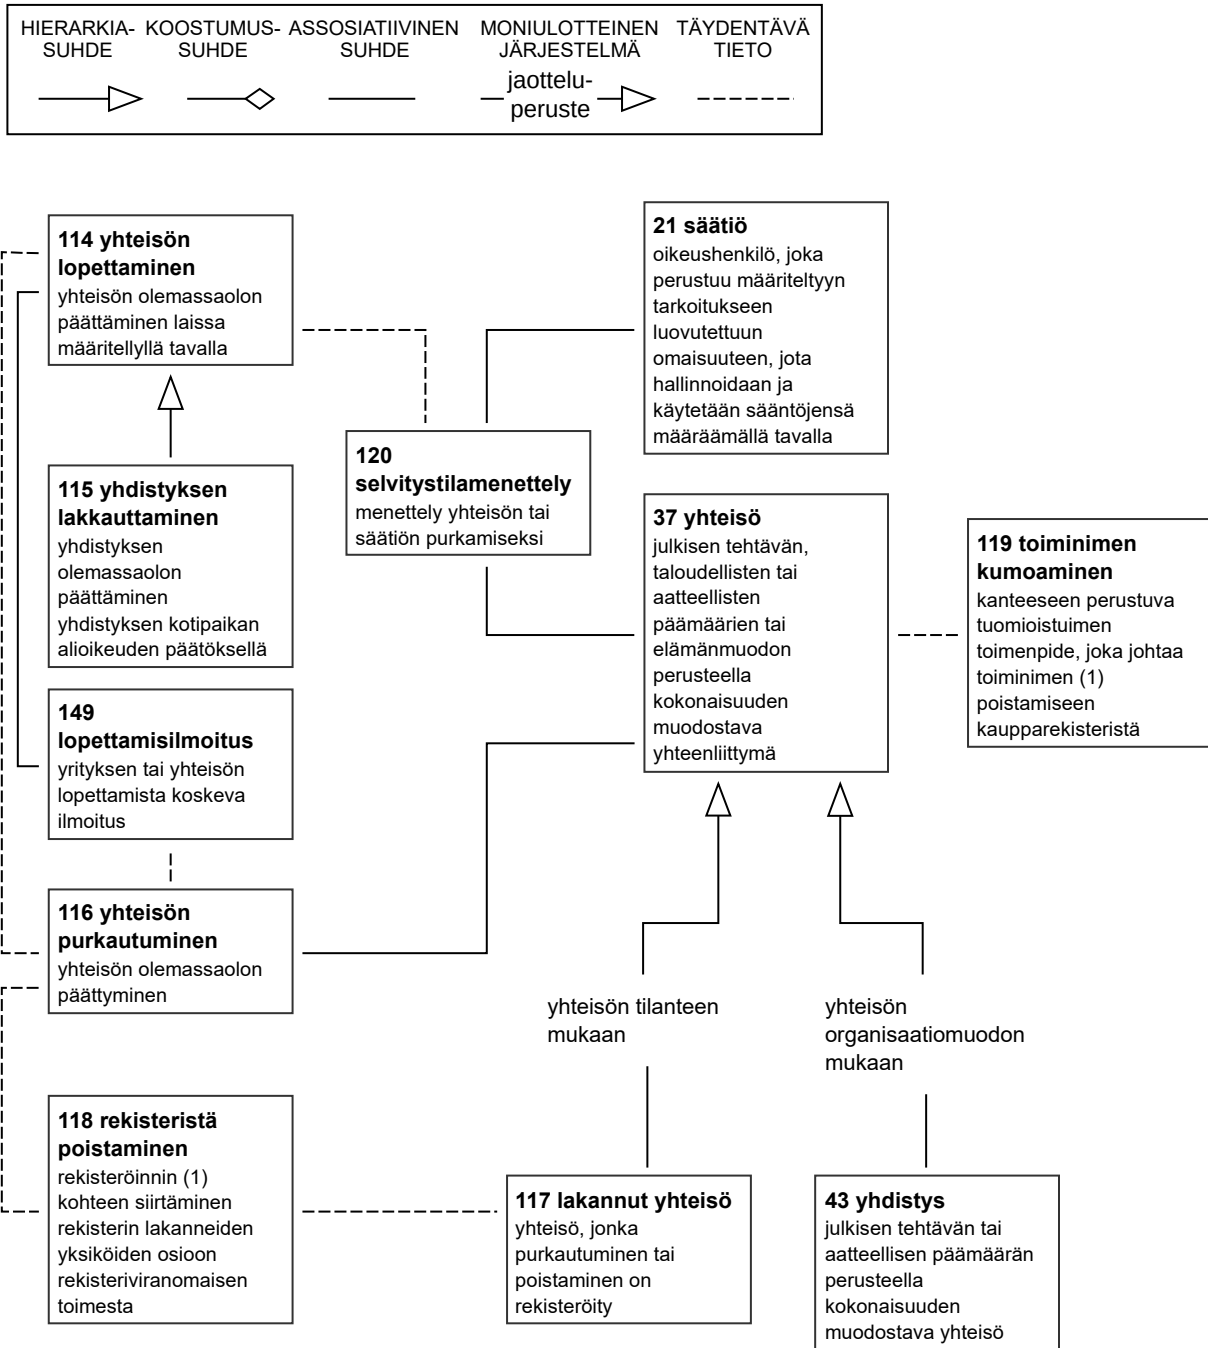 HIERARKIA-
SUHDE
KOOSTUMUS-
SUHDE
ASSOSIATIIVINEN
SUHDE
MONIULOTTEINEN
JÄRJESTELMÄ
TÄYDENTÄVÄ
TIETO
jaottelu-
peruste
114 yhteisön
lopettaminen
yhteisön olemassaolon
päättäminen laissa
määritellyllä tavalla
21 säätiö
oikeushenkilö, joka
perustuu määriteltyyn
tarkoitukseen
luovutettuun
omaisuuteen, jota
hallinnoidaan ja
käytetään sääntöjensä
määräämällä tavalla
120
selvitystilamenettely
menettely yhteisön tai
säätiön purkamiseksi
115 yhdistyksen
lakkauttaminen
yhdistyksen
olemassaolon
päättäminen
yhdistyksen kotipaikan
alioikeuden päätöksellä
37 yhteisö
julkisen tehtävän,
taloudellisten tai
aatteellisten
päämäärien tai
elämänmuodon
perusteella
kokonaisuuden
muodostava
yhteenliittymä
119 toiminimen
kumoaminen
kanteeseen perustuva
tuomioistuimen
toimenpide, joka johtaa
toiminimen (1)
poistamiseen
kaupparekisteristä
149
lopettamisilmoitus
yrityksen tai yhteisön
lopettamista koskeva
ilmoitus
116 yhteisön
purkautuminen
yhteisön olemassaolon
päättyminen
yhteisön tilanteen
mukaan
yhteisön
organisaatiomuodon
mukaan
118 rekisteristä
poistaminen
rekisteröinnin (1)
kohteen siirtäminen
rekisterin lakanneiden
yksiköiden osioon
rekisteriviranomaisen
toimesta
117 lakannut yhteisö
yhteisö, jonka
purkautuminen tai
poistaminen on
rekisteröity
43 yhdistys
julkisen tehtävän tai
aatteellisen päämäärän
perusteella
kokonaisuuden
muodostava yhteisö